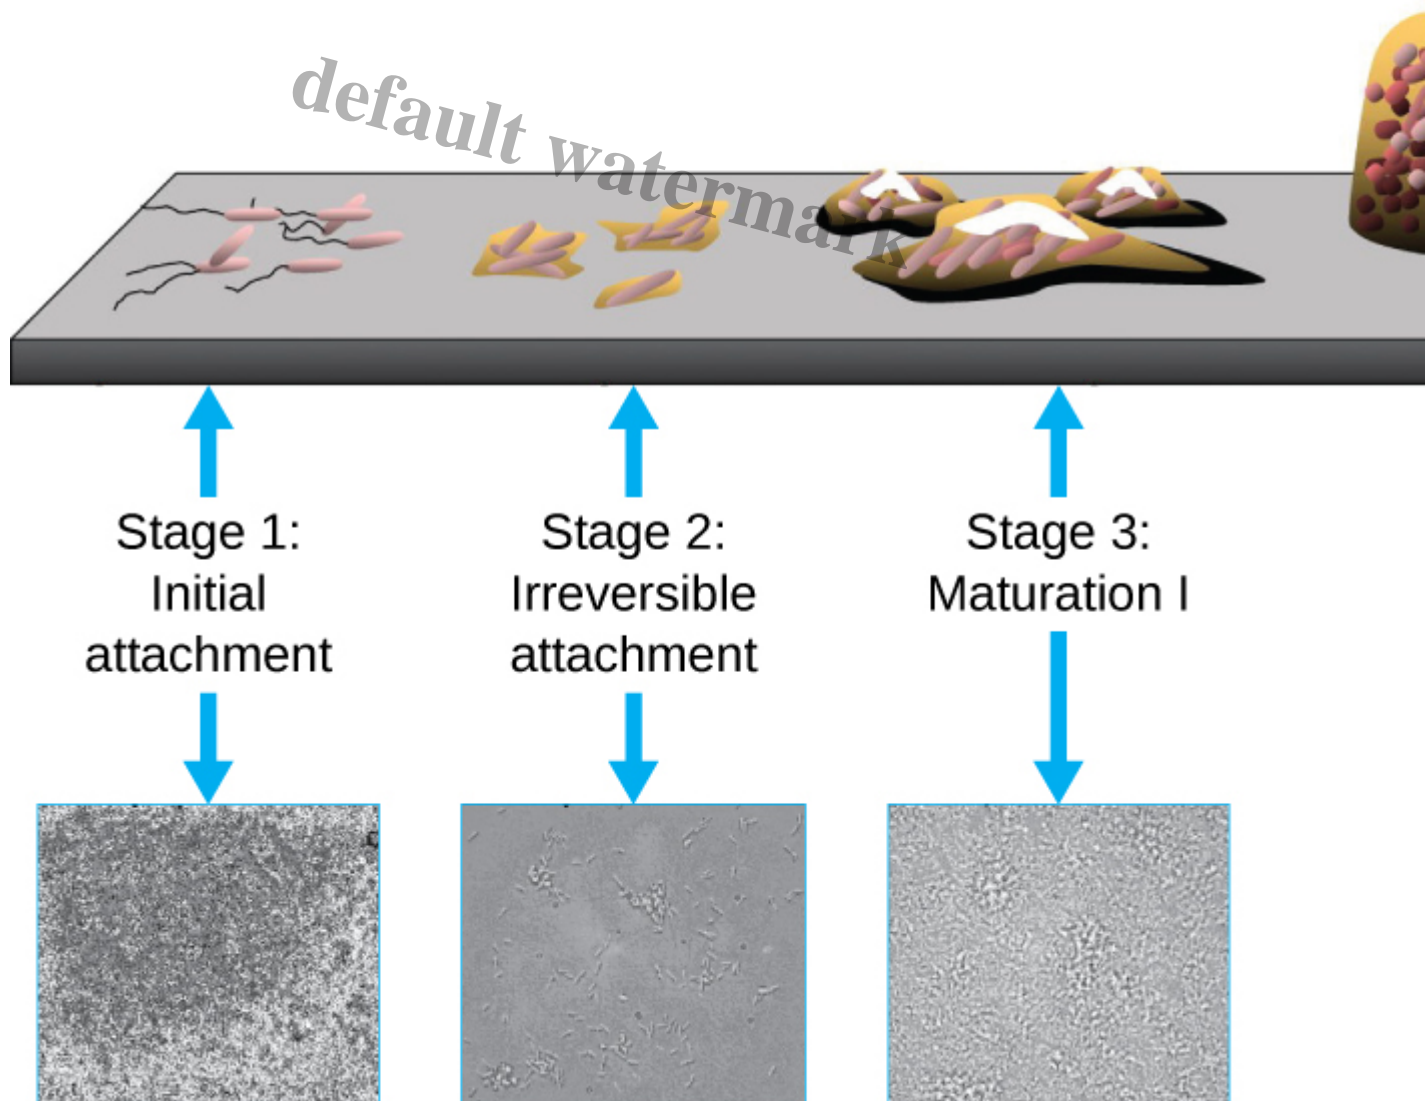 default watermark
Stage 1:
Initial
attachment
Stage 2:
Irreversible
attachment
Stage 3:
Maturation I